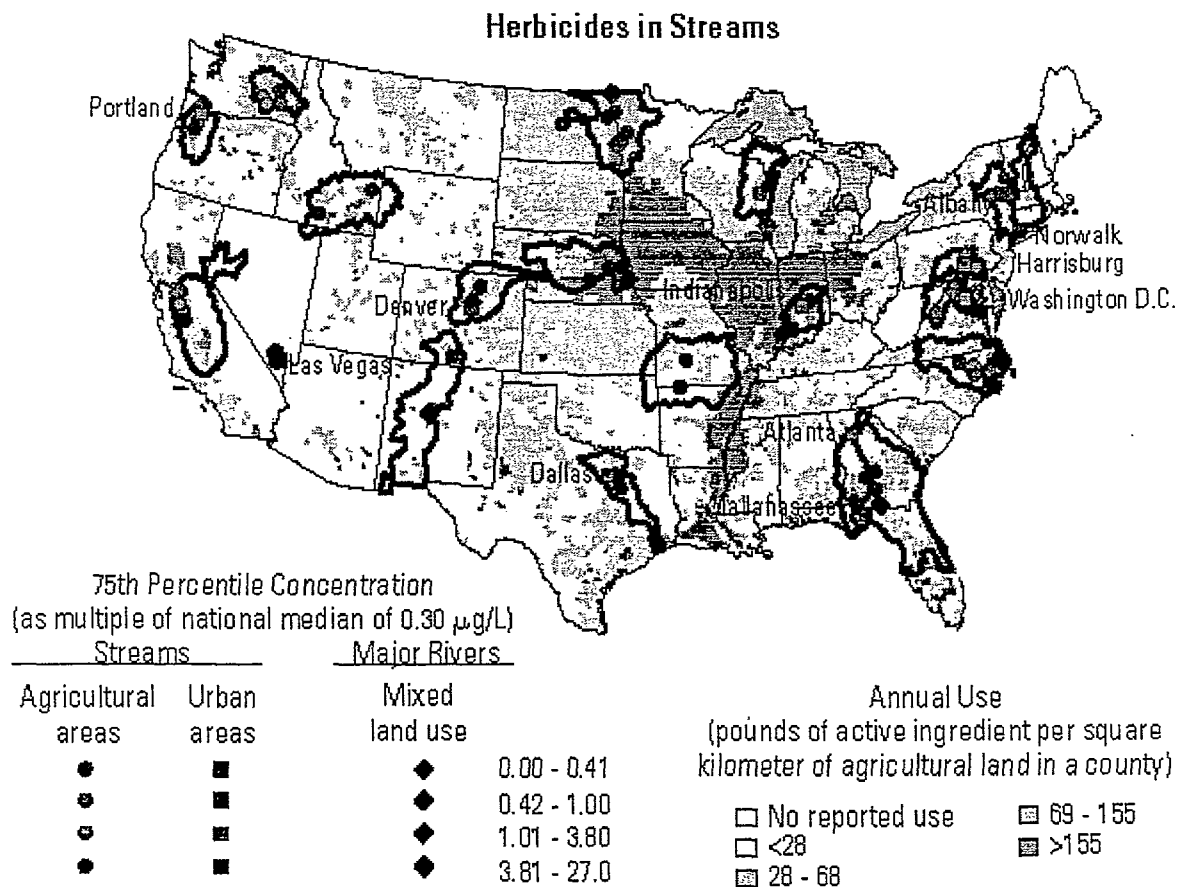 Herbicides in Streams
Portland
Albany
Norwalk
Harrisburg
Indianapolis
Washington D.C.
Denver
Las Vegas
Atlanta
Dallas
Tallahassee
75th Percentile Concentration
(as multiple of national median of 0.30 µg/L)
Streams
Major Rivers
Agricultural areas
Urban areas
Mixed land use
0.00 - 0.41
0.42 - 1.00
1.01 - 3.80
3.81 - 27.0
Annual Use
(pounds of active ingredient per square
kilometer of agricultural land in a county)
No reported use
<28
28 - 68
69 - 155
>155